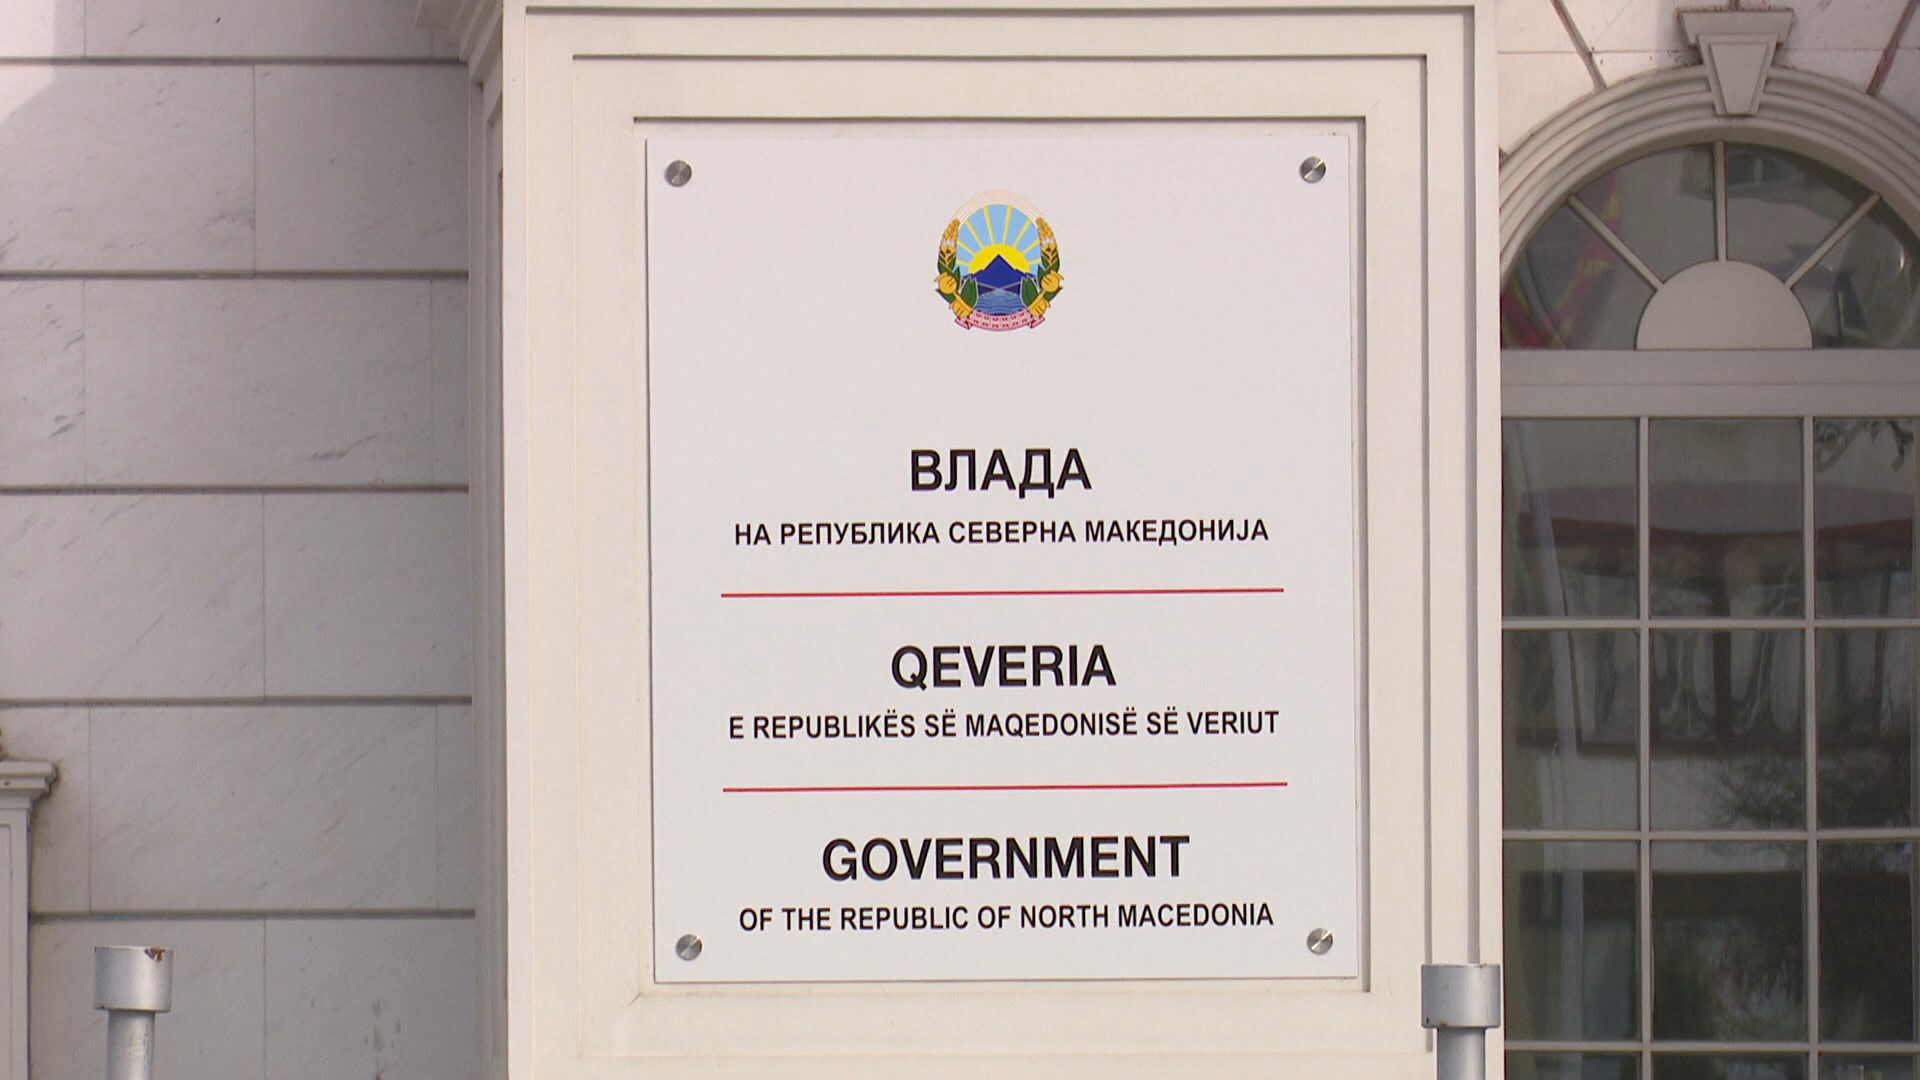 ВЛАДА
НА РЕПУБЛИКА СЕВЕРНА МАКЕДОНИЈА
QEVERIA
E REPUBLIKËS SË MAQEDONISË SË VERIUT
GOVERNMENT
OF THE REPUBLIC OF NORTH MACEDONIA